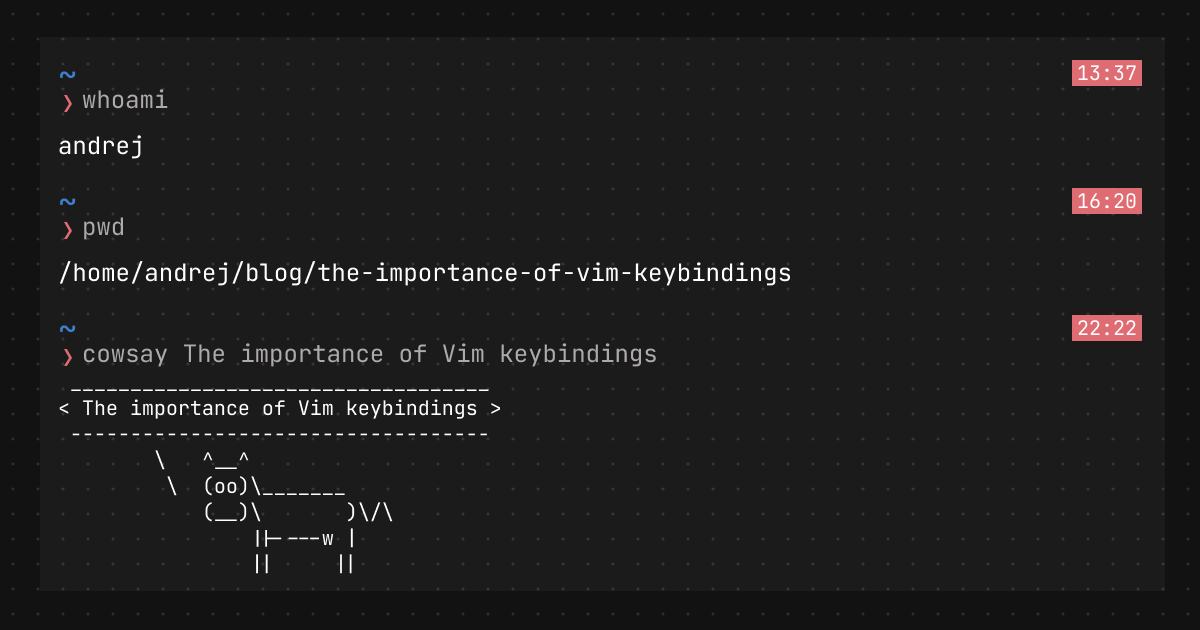 ~ 13:37
❯ whoami
andrej
~ 16:20
❯ pwd
/home/andrej/blog/the-importance-of-vim-keybindings
~ 22:22
❯ cowsay The importance of Vim keybindings
 ___________________________________
< The importance of Vim keybindings >
 -----------------------------------
        \   ^__^
         \  (oo)\_______
            (__)\       )\/\
                ||----w |
                ||     ||